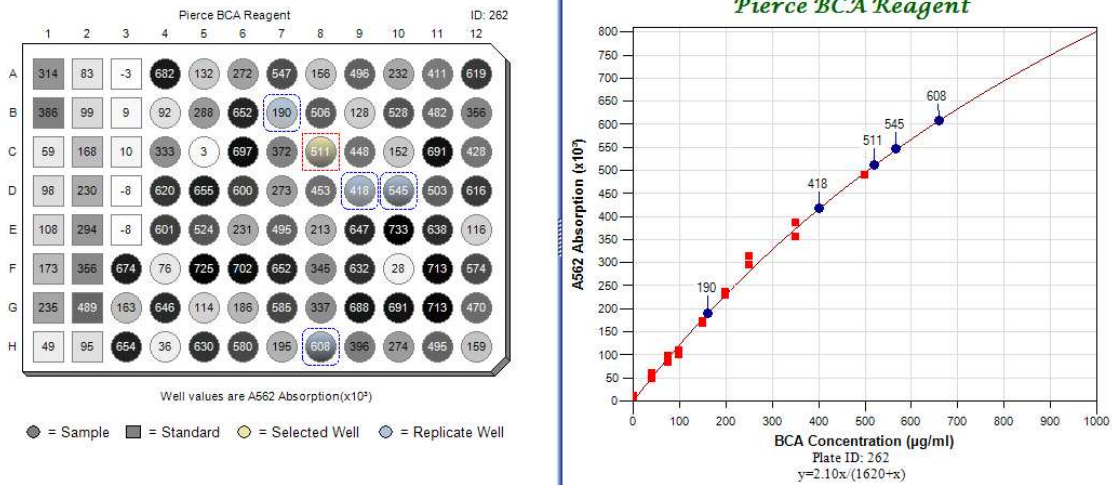 Pierce BCA Reagent ID: 262
1 2 3 4 5 6 7 8 9 10 11 12
A 314 83 -3 682 132 272 547 156 496 232 411 619
B 386 99 9 92 288 652 190 506 128 528 482 356
C 59 168 10 333 3 697 372 511 448 152 691 428
D 98 230 -8 620 655 600 273 453 418 545 503 616
E 108 294 -8 601 524 231 495 213 647 733 638 116
F 173 356 674 76 725 702 652 345 632 28 713 574
G 235 489 163 646 114 186 585 337 688 691 713 470
H 49 95 654 36 630 580 195 608 396 274 495 159
Well values are A562 Absorption(x10³)
= Sample = Standard = Selected Well = Replicate Well
Pierce BCA Reagent
A562 Absorption (x10³)
800
750
700
650
600
550
500
450
400
350
300
250
200
150
100
50
0
608
545
511
418
190
0 100 200 300 400 500 600 700 800 900 1000
BCA Concentration (µg/ml)
Plate ID: 262
y=2.10x/(1620+x)